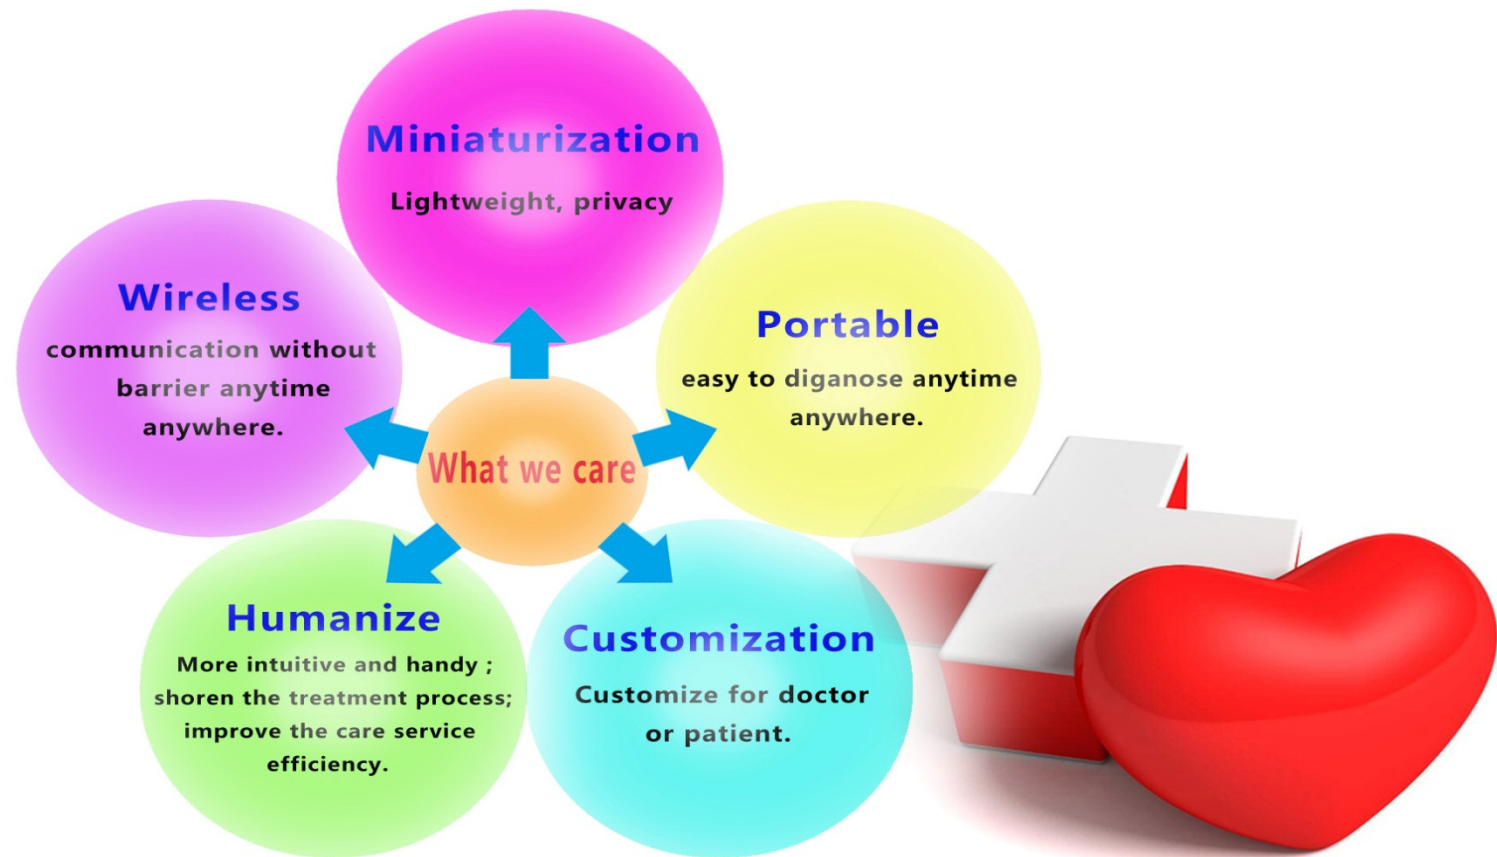 Miniaturization
Lightweight, privacy
Wireless
communication without
barrier anytime
anywhere.
Portable
easy to diganose anytime
anywhere.
What we care
Humanize
More intuitive and handy ;
shoren the treatment process;
improve the care service
efficiency.
Customization
Customize for doctor
or patient.